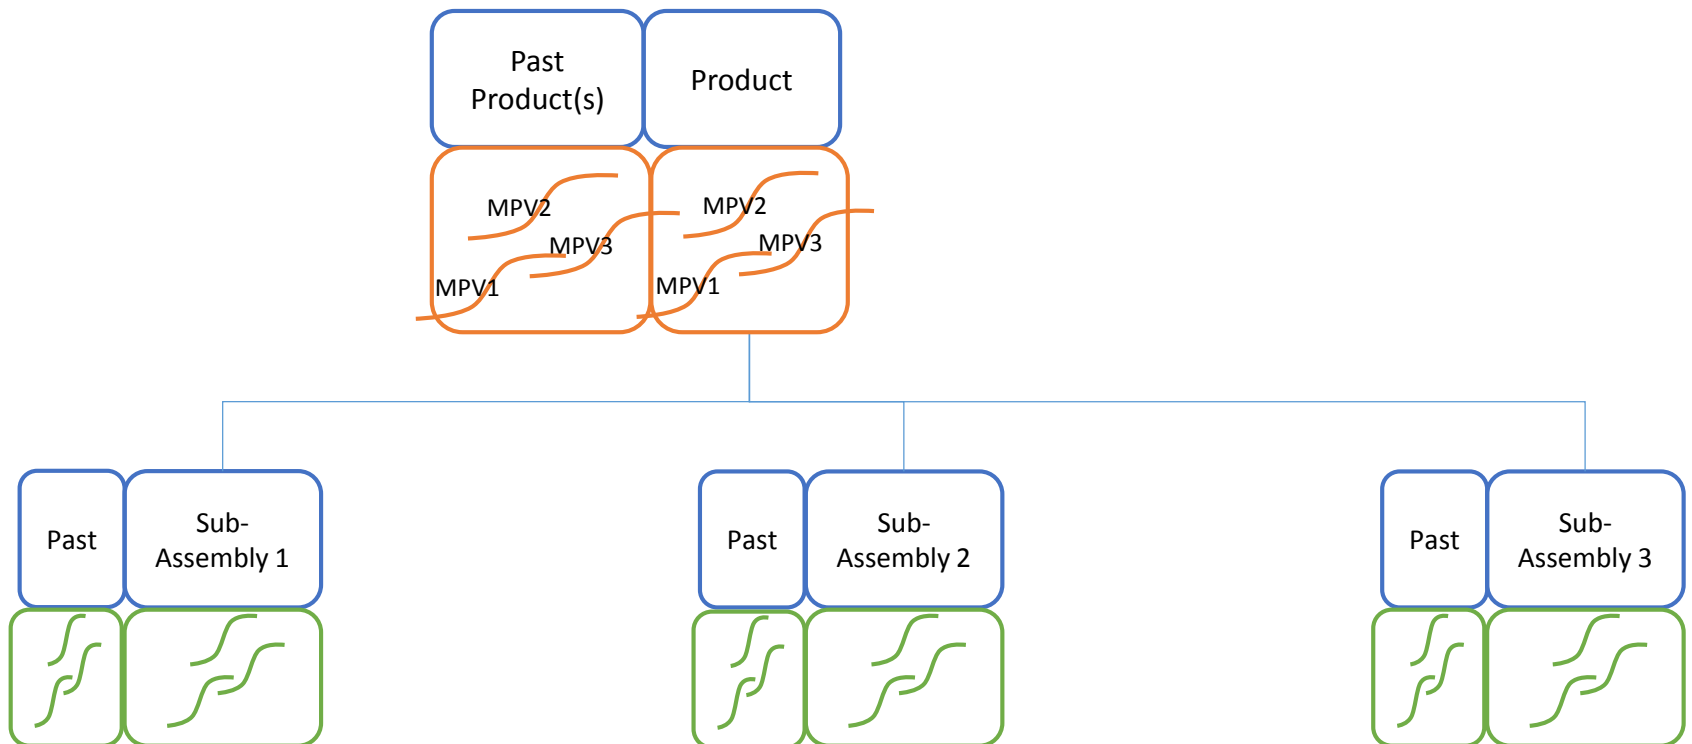 Past
Product(s)
Product
MPV2
MPV3
MPV1
MPV2
MPV3
MPV1
Past
Sub-
Assembly 1
Past
Sub-
Assembly 2
Past
Sub-
Assembly 3